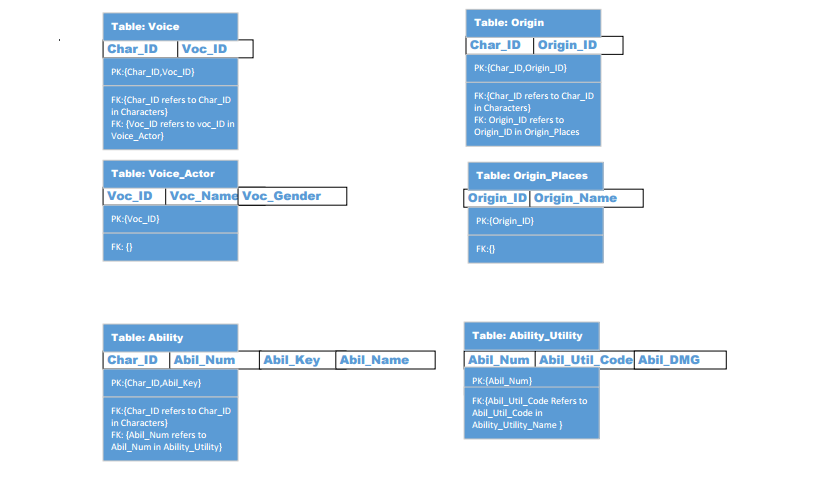 Table: Voice
Char_ID Voc_ID
PK:{Char_ID,Voc_ID}
FK:{Char_ID refers to Char_ID
in Characters}
FK: {Voc_ID refers to voc_ID in
Voice_Actor}
Table: Origin
Char_ID Origin_ID
PK:{Char_ID,Origin_ID}
FK:{Char_ID refers to Char_ID
in Characters}
FK: Origin_ID refers to
Origin_ID in Origin_Places
Table: Voice_Actor
Voc_ID Voc_Name Voc_Gender
PK:{Voc_ID}
FK: {}
Table: Origin_Places
Origin_ID Origin_Name
PK:{Origin_ID}
FK:{}
Table: Ability
Char_ID Abil_Num Abil_Key Abil_Name
PK:{Char_ID,Abil_Key}
FK:{Char_ID refers to Char_ID
in Characters}
FK: {Abil_Num refers to
Abil_Num in Ability_Utility}
Table: Ability_Utility
Abil_Num Abil_Util_Code Abil_DMG
PK:{Abil_Num}
FK:{Abil_Util_Code Refers to
Abil_Util_Code in
Ability_Utility_Name }